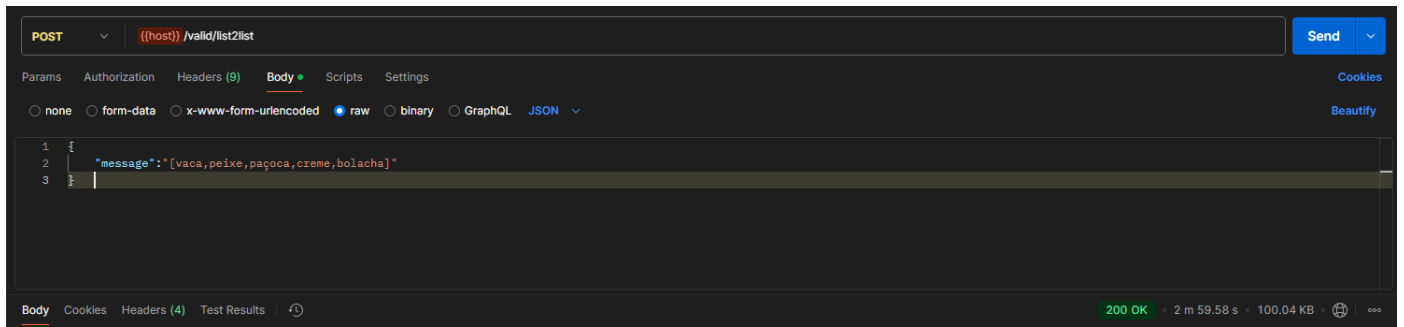 POST {{host}} /valid/list2list Send
Params Authorization Headers (9) Body Scripts Settings Cookies
none form-data x-www-form-urlencoded raw binary GraphQL JSON Beautify
1 {
2 "message":"[vaca,peixe,paçoca,creme,bolacha]"
3 }
Body Cookies Headers (4) Test Results 200 OK 2 m 59.58 s 100.04 KB